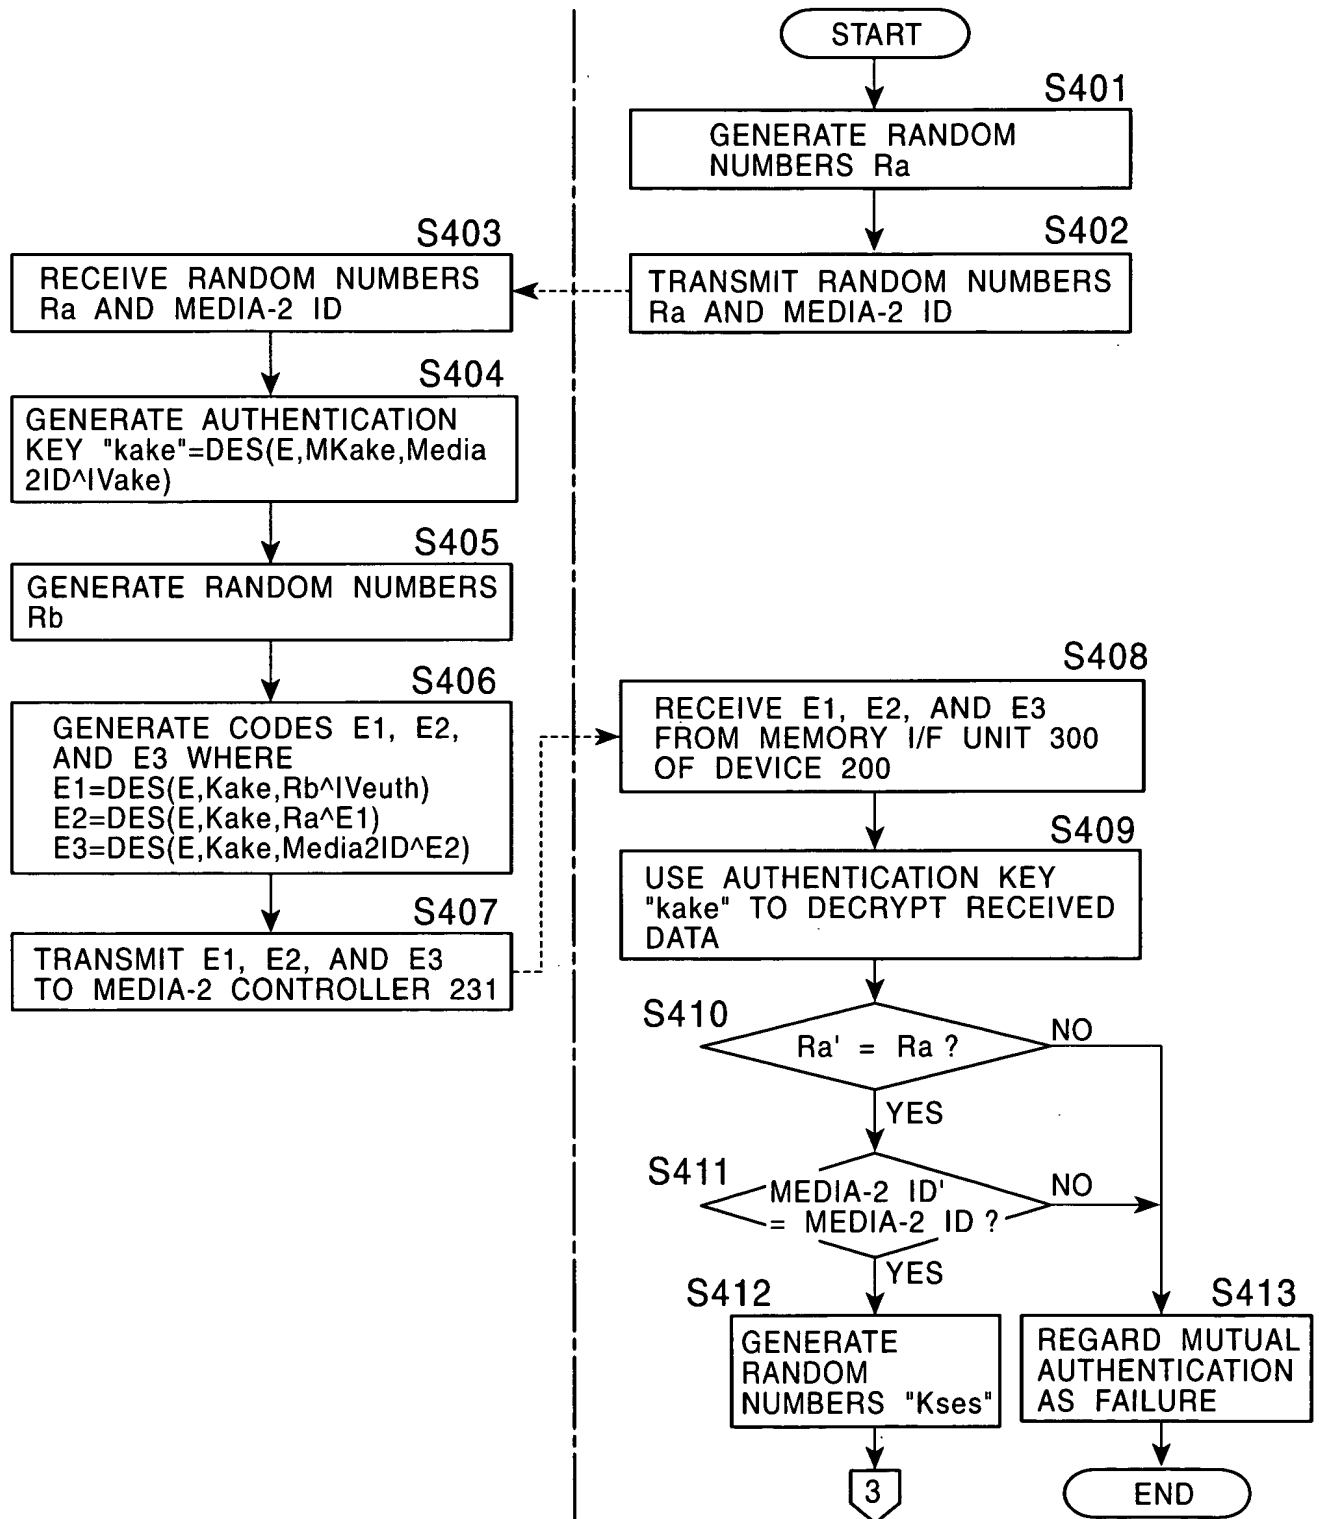 START
S401
GENERATE RANDOM
NUMBERS Ra
S402
TRANSMIT RANDOM NUMBERS
Ra AND MEDIA-2 ID
S403
RECEIVE RANDOM NUMBERS
Ra AND MEDIA-2 ID
S404
GENERATE AUTHENTICATION
KEY "kake"=DES(E,MKake,Media
2ID^IVake)
S405
GENERATE RANDOM NUMBERS
Rb
S406
GENERATE CODES E1, E2,
AND E3 WHERE
E1=DES(E,Kake,Rb^IVeuth)
E2=DES(E,Kake,Ra^E1)
E3=DES(E,Kake,Media2ID^E2)
S407
TRANSMIT E1, E2, AND E3
TO MEDIA-2 CONTROLLER 231
S408
RECEIVE E1, E2, AND E3
FROM MEMORY I/F UNIT 300
OF DEVICE 200
S409
USE AUTHENTICATION KEY
"kake" TO DECRYPT RECEIVED
DATA
S410
Ra' = Ra ?
NO
YES
S411
MEDIA-2 ID'
= MEDIA-2 ID ?
NO
YES
S412
GENERATE
RANDOM
NUMBERS "Kses"
3
S413
REGARD MUTUAL
AUTHENTICATION
AS FAILURE
END